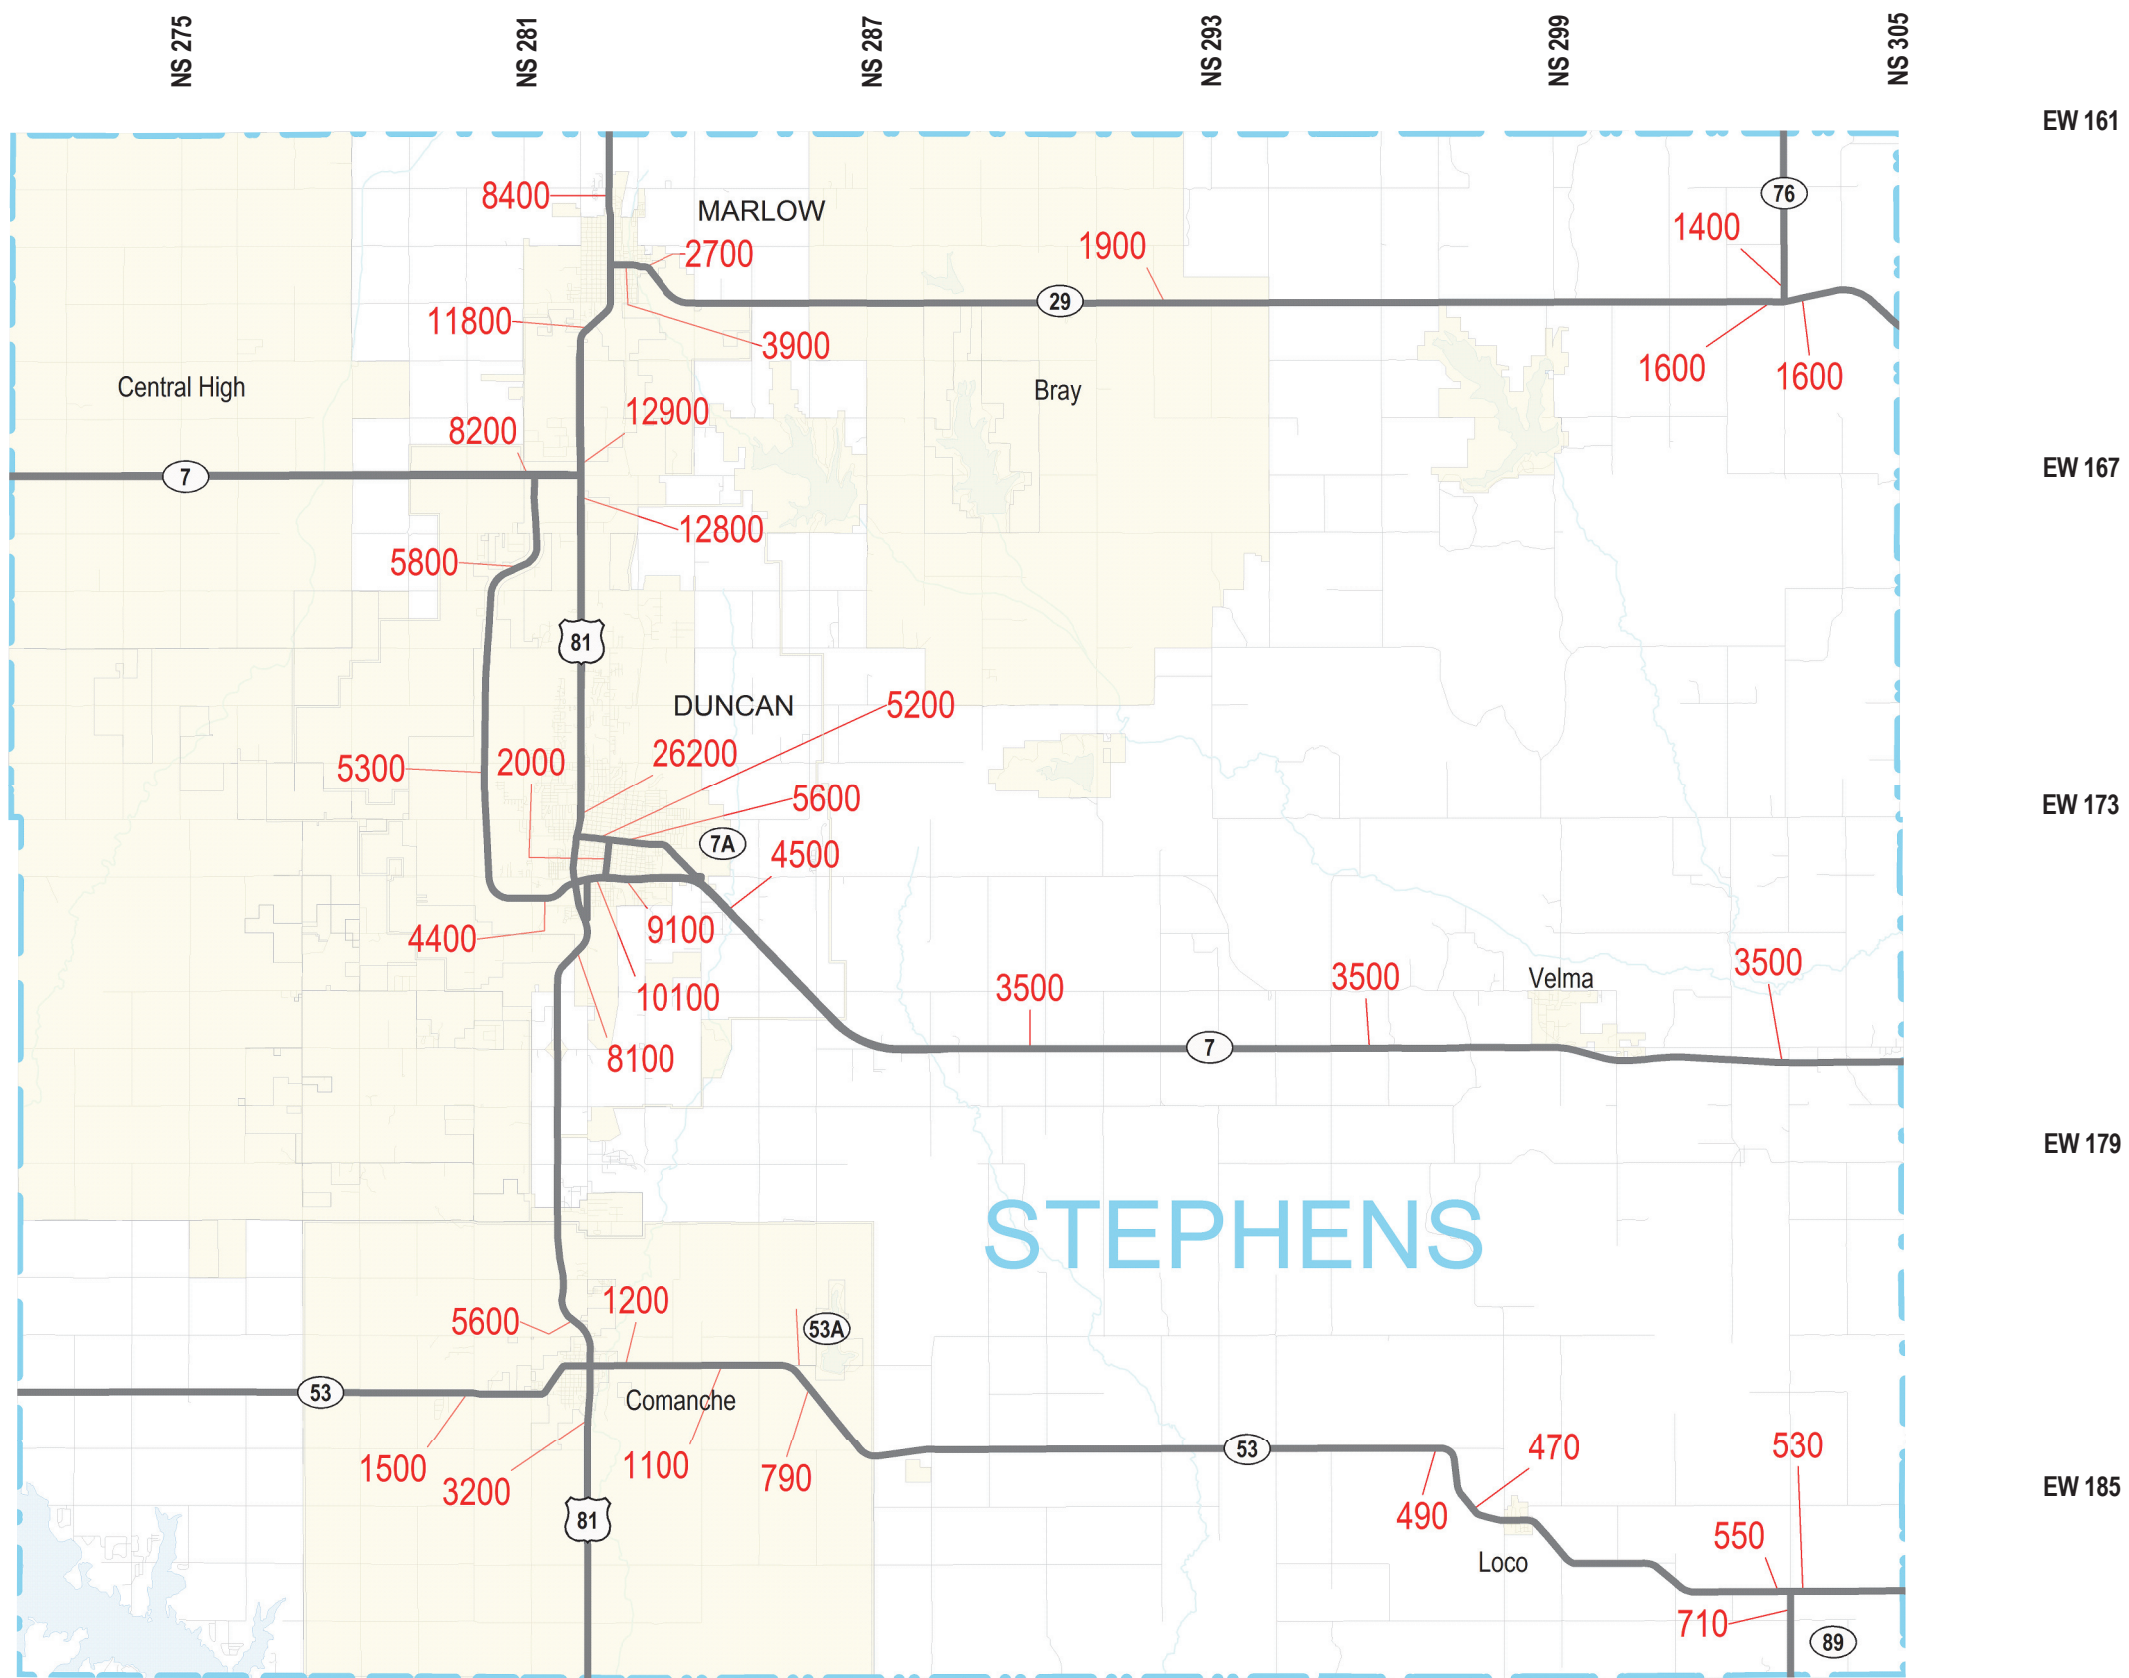 NS 275
NS 281
NS 287
NS 293
NS 299
NS 305
EW 161
8400
76
MARLOW
1400
2700
1900
29
11800
3900
1600
1600
Central High
Bray
12900
8200
EW 167
7
12800
5800
81
DUNCAN
5200
26200
5300
2000
5600
EW 173
7A
4500
4400
9100
3500
3500
Velma
3500
10100
7
8100
EW 179
STEPHENS
1200
5600
53A
53
Comanche
53
470
530
1500
1100
790
3200
EW 185
490
81
550
Loco
710
89